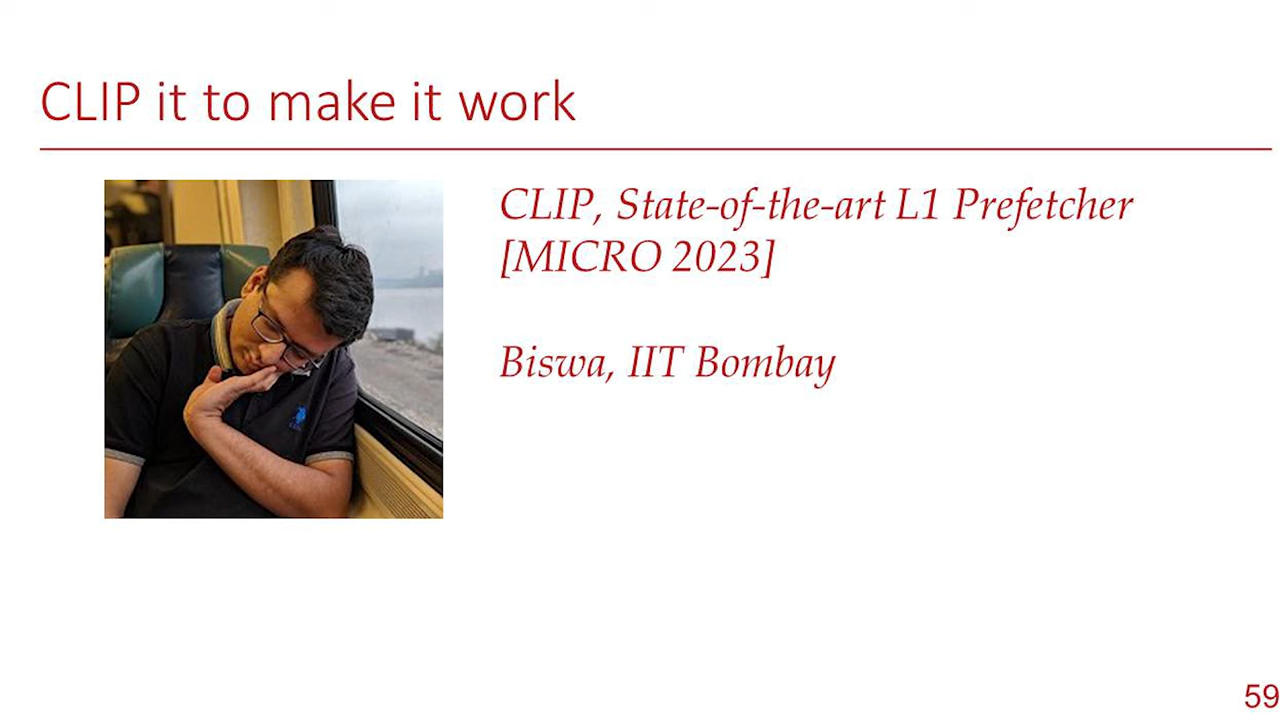 CLIP it to make it work
CLIP, State-of-the-art L1 Prefetcher
[MICRO 2023]
Biswa, IIT Bombay
59